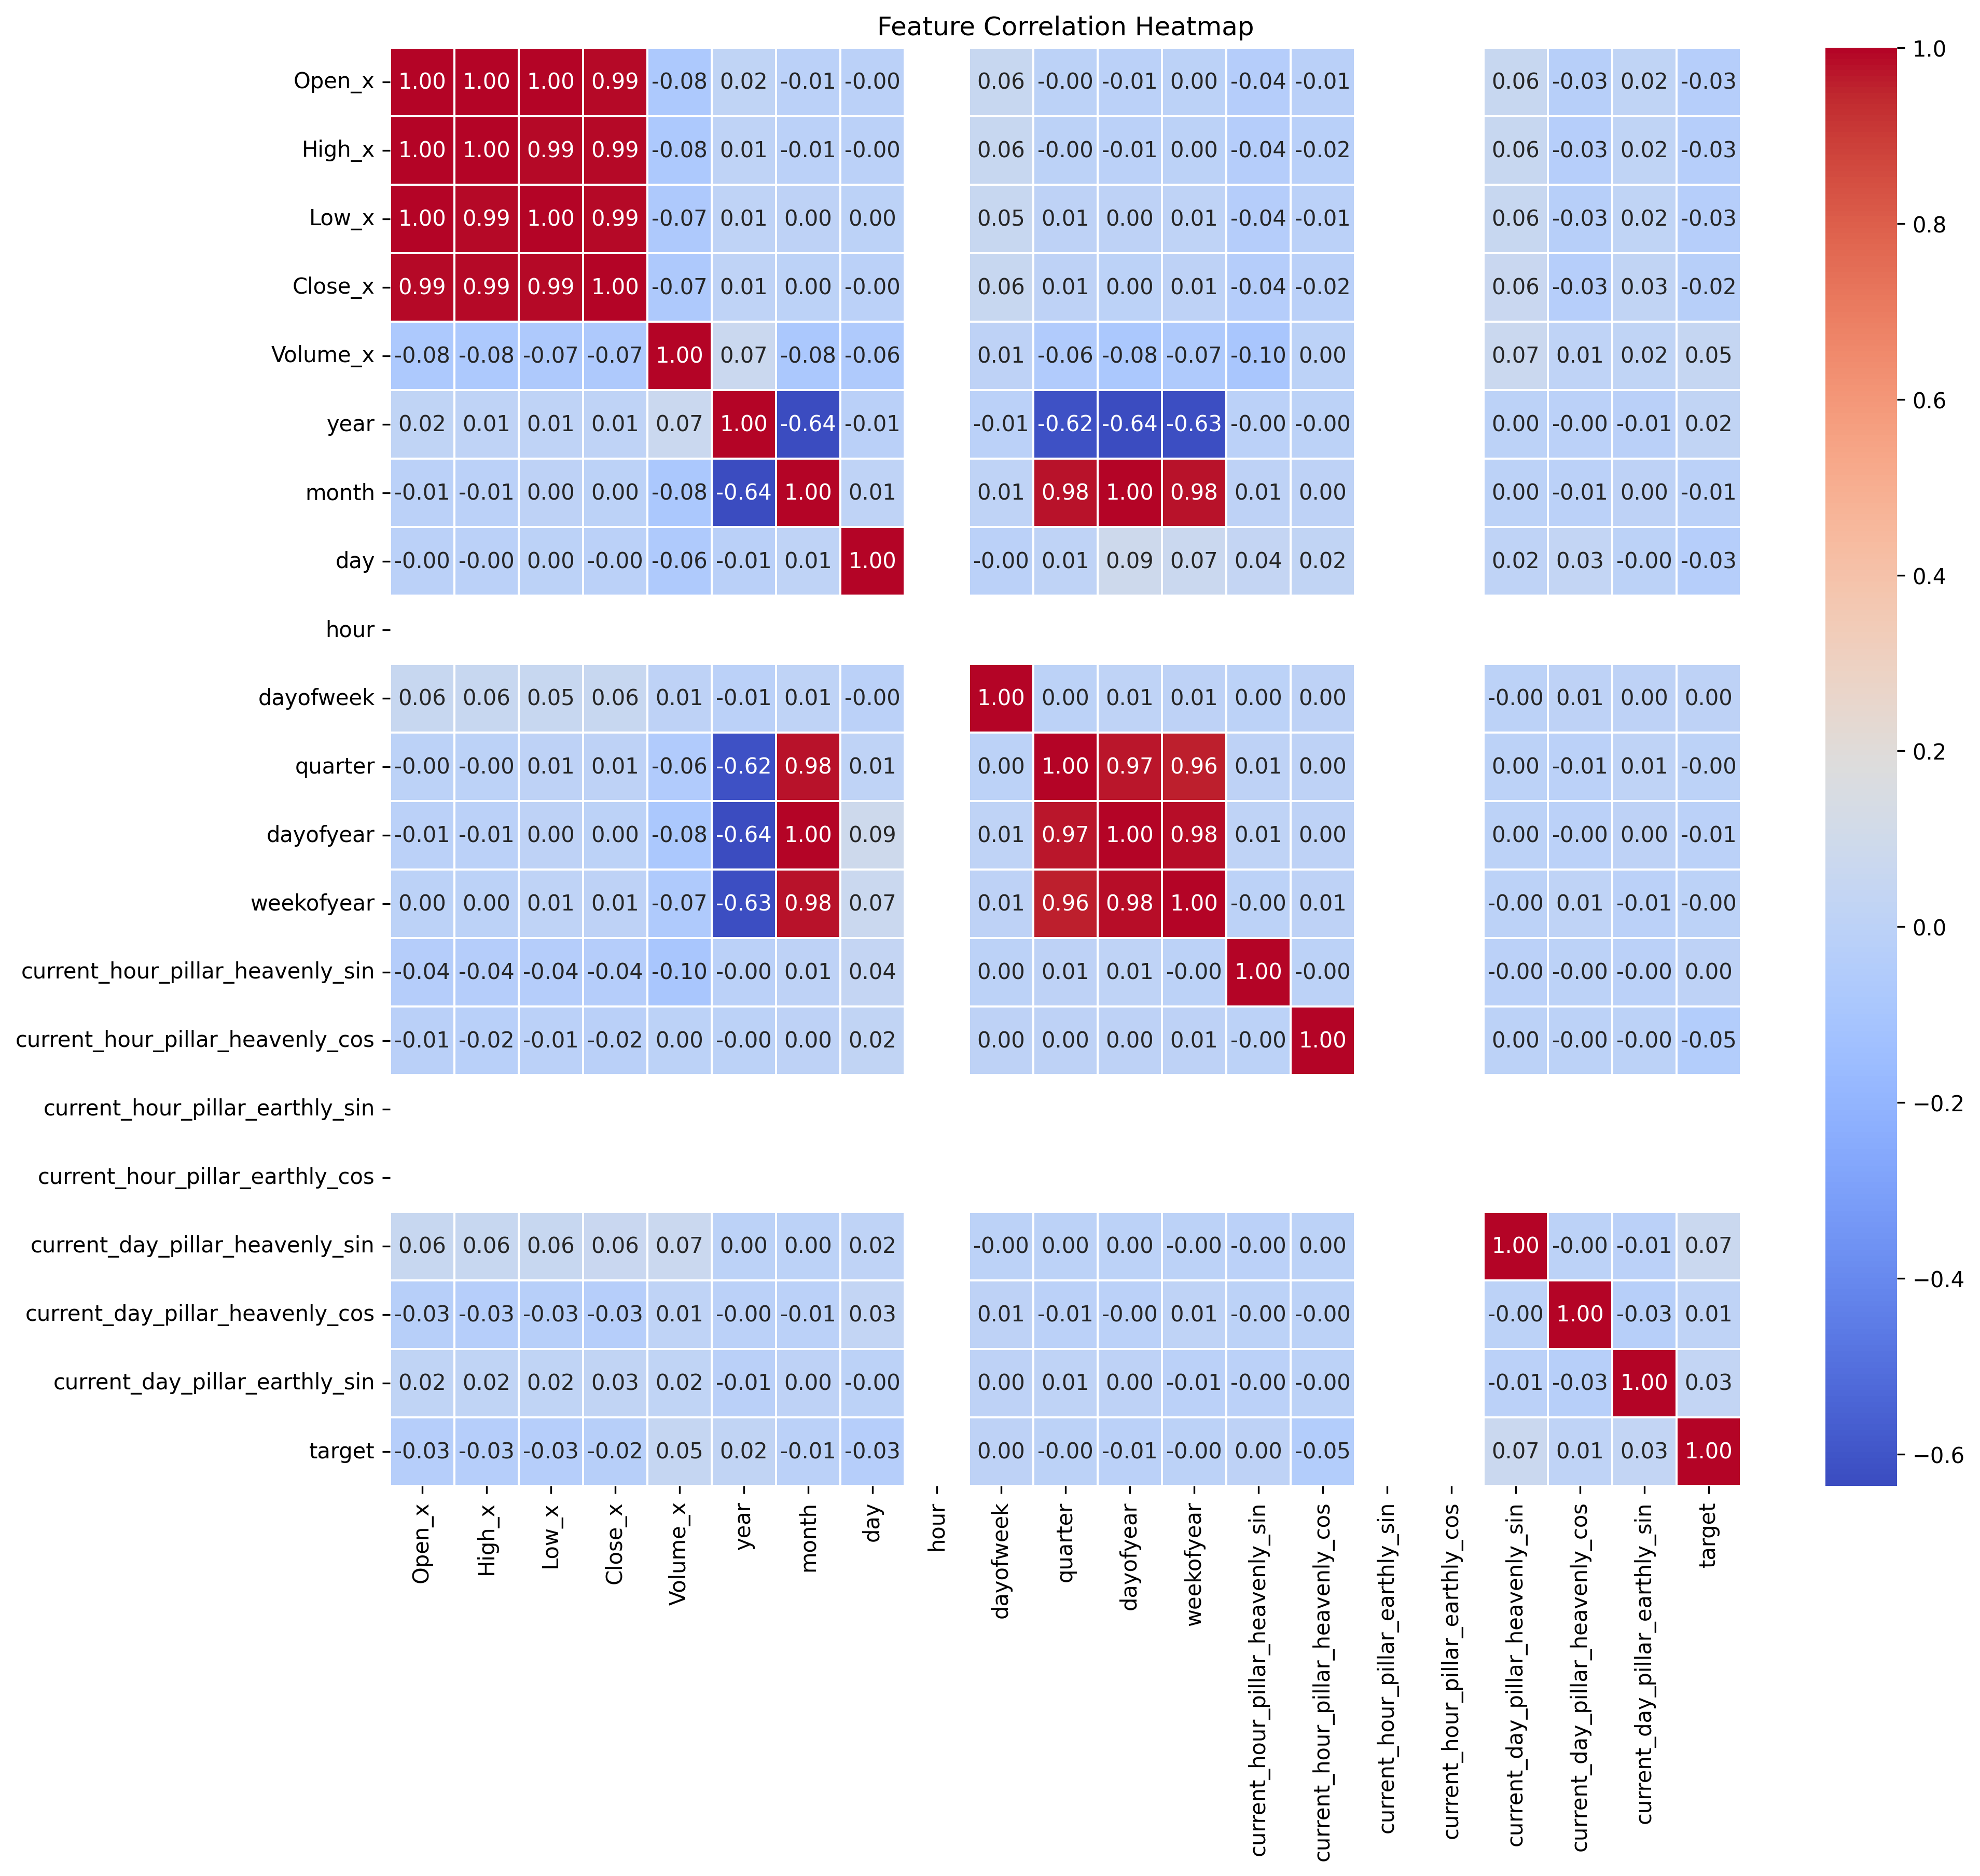 Feature Correlation Heatmap
Open_x 1.00 1.00 1.00 0.99 -0.08 0.02 -0.01 -0.00 0.06 -0.00 -0.01 0.00 -0.04 -0.01 0.06 -0.03 0.02 -0.03
High_x 1.00 1.00 0.99 0.99 -0.08 0.01 -0.01 -0.00 0.06 -0.00 -0.01 0.00 -0.04 -0.02 0.06 -0.03 0.02 -0.03
Low_x 1.00 0.99 1.00 0.99 -0.07 0.01 0.00 0.00 0.05 0.01 0.00 0.01 -0.04 -0.01 0.06 -0.03 0.02 -0.03
Close_x 0.99 0.99 0.99 1.00 -0.07 0.01 0.00 -0.00 0.06 0.01 0.00 0.01 -0.04 -0.02 0.06 -0.03 0.03 -0.02
Volume_x -0.08 -0.08 -0.07 -0.07 1.00 0.07 -0.08 -0.06 0.01 -0.06 -0.08 -0.07 -0.10 0.00 0.07 0.01 0.02 0.05
year 0.02 0.01 0.01 0.01 0.07 1.00 -0.64 -0.01 -0.01 -0.62 -0.64 -0.63 -0.00 -0.00 0.00 -0.00 -0.01 0.02
month -0.01 -0.01 0.00 0.00 -0.08 -0.64 1.00 0.01 0.01 0.98 1.00 0.98 0.01 0.00 0.00 -0.01 0.00 -0.01
day -0.00 -0.00 0.00 -0.00 -0.06 -0.01 0.01 1.00 -0.00 0.01 0.09 0.07 0.04 0.02 0.02 0.03 -0.00 -0.03
hour
dayofweek 0.06 0.06 0.05 0.06 0.01 -0.01 0.01 -0.00 1.00 0.00 0.01 0.01 0.00 0.00 -0.00 0.01 0.00 0.00
quarter -0.00 -0.00 0.01 0.01 -0.06 -0.62 0.98 0.01 0.00 1.00 0.97 0.96 0.01 0.00 0.00 -0.01 0.01 -0.00
dayofyear -0.01 -0.01 0.00 0.00 -0.08 -0.64 1.00 0.09 0.01 0.97 1.00 0.98 0.01 0.00 0.00 -0.00 0.00 -0.01
weekofyear 0.00 0.00 0.01 0.01 -0.07 -0.63 0.98 0.07 0.01 0.96 0.98 1.00 -0.00 0.01 -0.00 0.01 -0.01 -0.00
current_hour_pillar_heavenly_sin -0.04 -0.04 -0.04 -0.04 -0.10 -0.00 0.01 0.04 0.00 0.01 0.01 -0.00 1.00 -0.00 -0.00 -0.00 -0.00 0.00
current_hour_pillar_heavenly_cos -0.01 -0.02 -0.01 -0.02 0.00 -0.00 0.00 0.02 0.00 0.00 0.00 0.01 -0.00 1.00 0.00 -0.00 -0.00 -0.05
current_hour_pillar_earthly_sin
current_hour_pillar_earthly_cos
current_day_pillar_heavenly_sin 0.06 0.06 0.06 0.06 0.07 0.00 0.00 0.02 -0.00 0.00 0.00 -0.00 -0.00 0.00 1.00 -0.00 -0.01 0.07
current_day_pillar_heavenly_cos -0.03 -0.03 -0.03 -0.03 0.01 -0.00 -0.01 0.03 0.01 -0.01 -0.00 0.01 -0.00 -0.00 -0.00 1.00 -0.03 0.01
current_day_pillar_earthly_sin 0.02 0.02 0.02 0.03 0.02 -0.01 0.00 -0.00 0.00 0.01 0.00 -0.01 -0.00 -0.00 -0.01 -0.03 1.00 0.03
target -0.03 -0.03 -0.03 -0.02 0.05 0.02 -0.01 -0.03 0.00 -0.00 -0.01 -0.00 0.00 -0.05 0.07 0.01 0.03 1.00
Open_x
High_x
Low_x
Close_x
Volume_x
year
month
day
hour
dayofweek
quarter
dayofyear
weekofyear
current_hour_pillar_heavenly_sin
current_hour_pillar_heavenly_cos
current_hour_pillar_earthly_sin
current_hour_pillar_earthly_cos
current_day_pillar_heavenly_sin
current_day_pillar_heavenly_cos
current_day_pillar_earthly_sin
target
1.0
0.8
0.6
0.4
0.2
0.0
−0.2
−0.4
−0.6